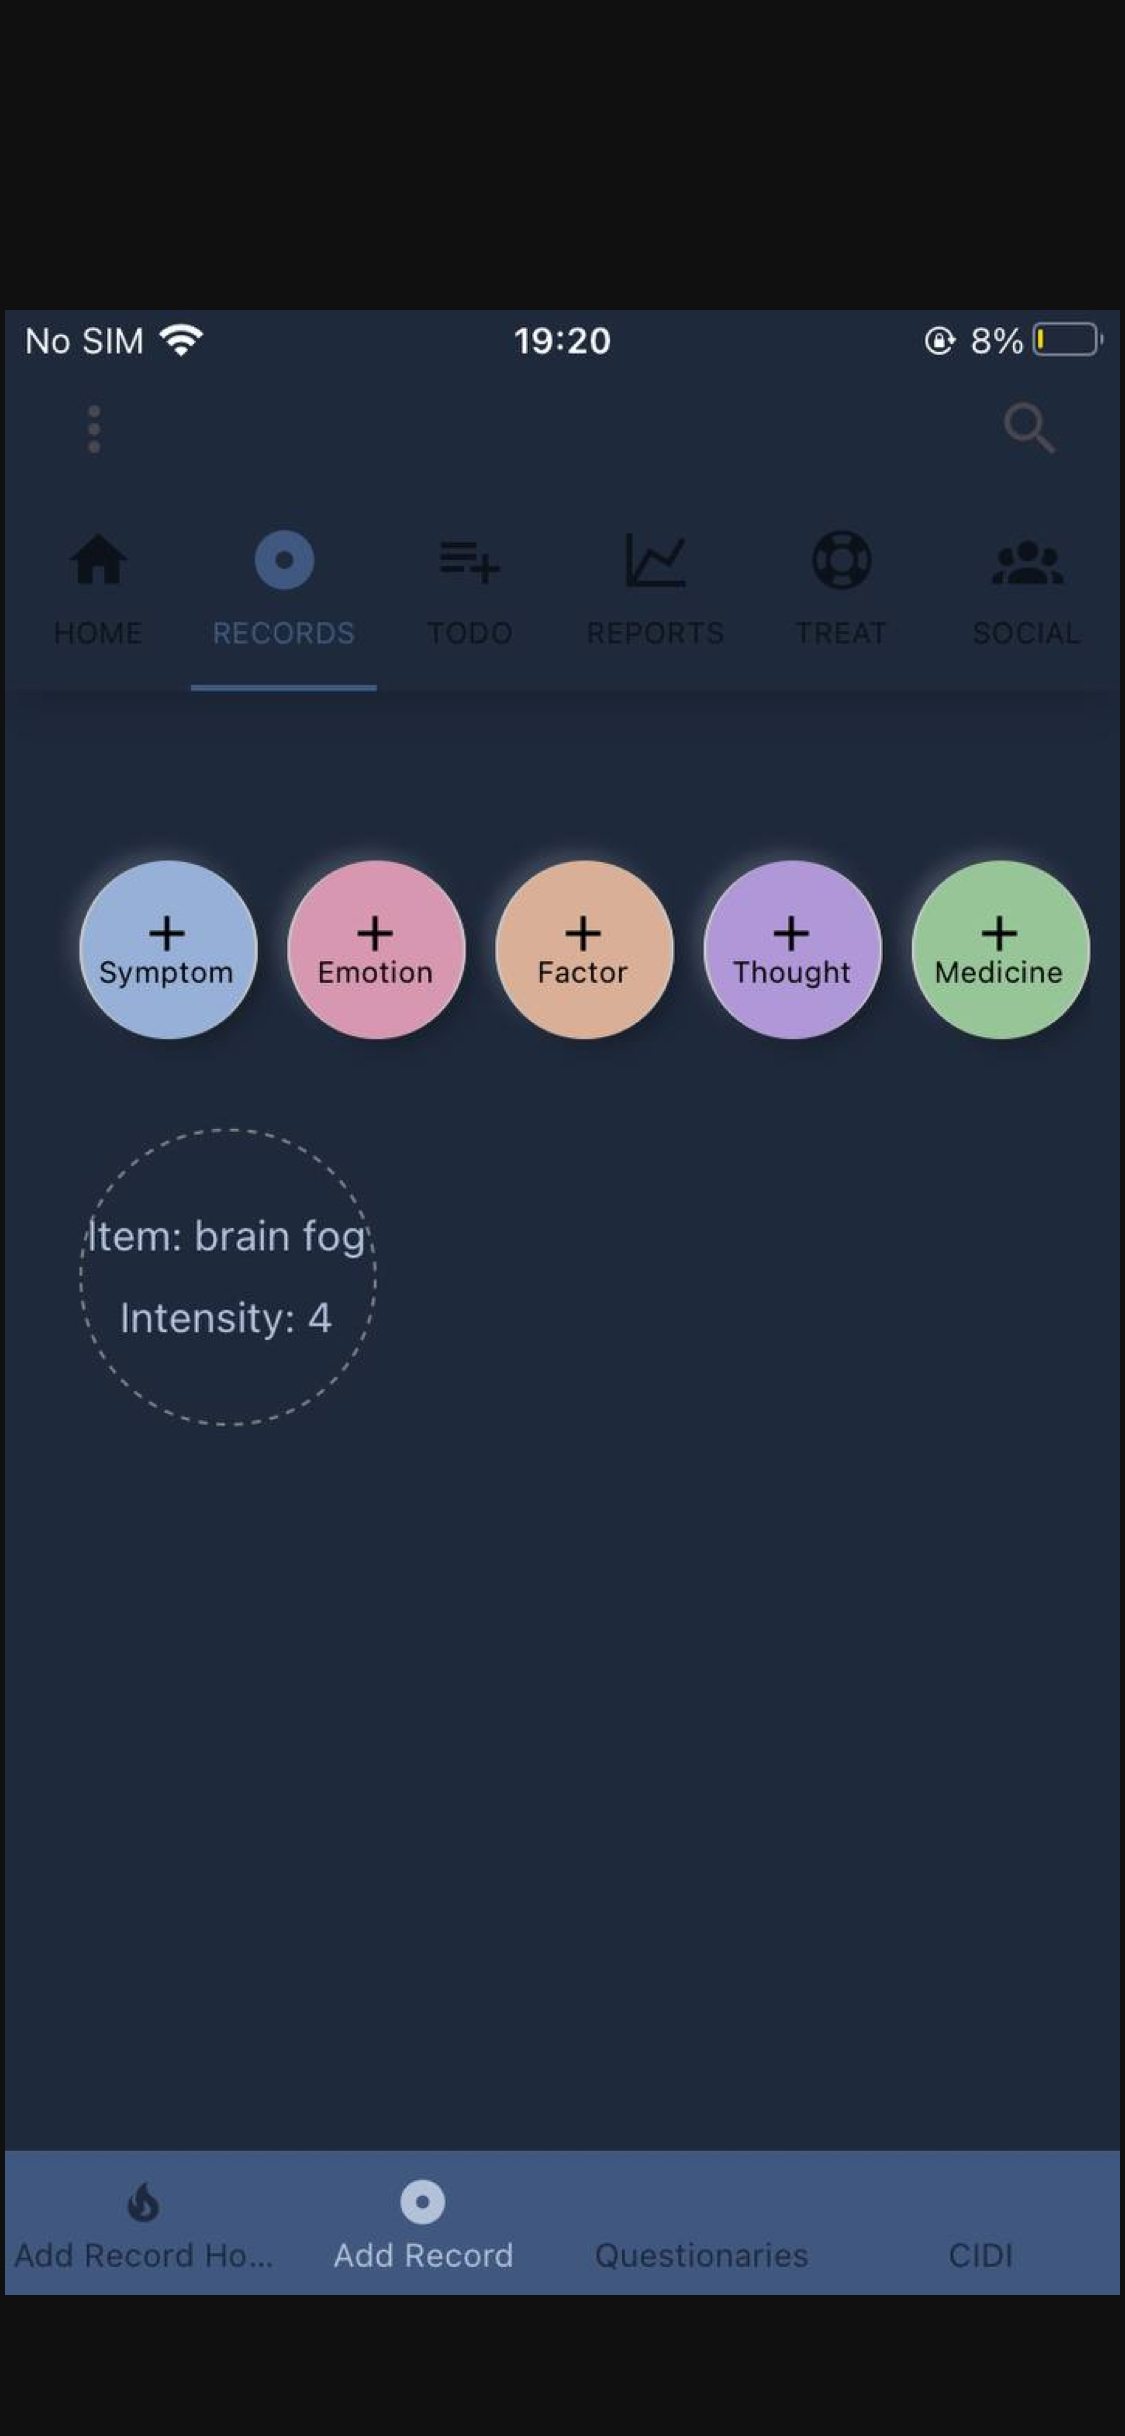 No SIM 19:20 8%
HOME RECORDS TODO REPORTS TREAT SOCIAL
Symptom Emotion Factor Thought Medicine
Item: brain fog
Intensity: 4
Add Record Ho... Add Record Questionaries CIDI